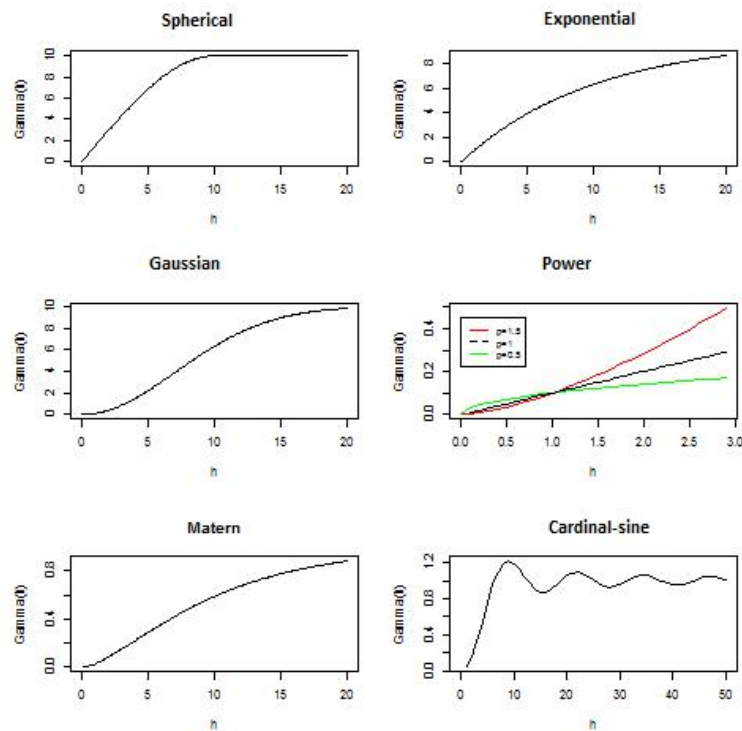 Spherical
Gamma(t)
10
8
6
4
2
0
0 5 10 15 20
h
Exponential
Gamma(t)
8
6
4
2
0
0 5 10 15 20
h
Gaussian
Gamma(t)
10
8
6
4
2
0
0 5 10 15 20
h
Power
Gamma(t)
0.4
0.2
0.0
p=1.5
p=1
p=0.5
0.0 0.5 1.0 1.5 2.0 2.5 3.0
h
Matern
Gamma(t)
0.8
0.4
0.0
0 5 10 15 20
h
Cardinal-sine
Gamma(t)
1.2
0.8
0.4
0.0
0 10 20 30 40 50
h